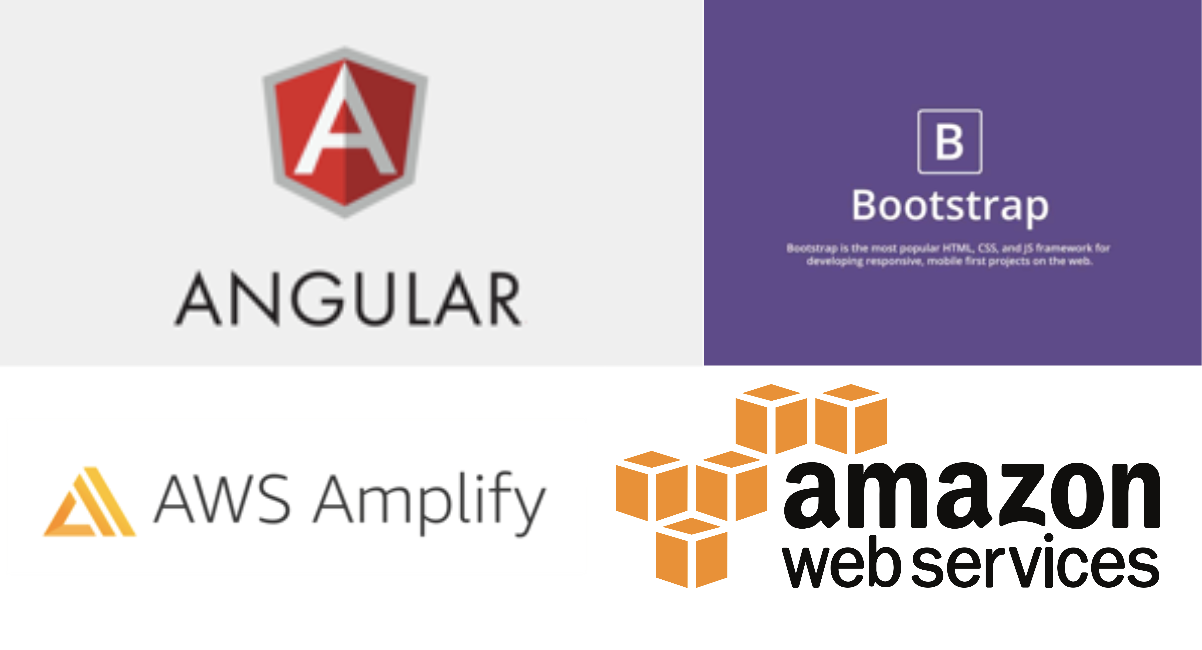 A
ANGULAR
B
Bootstrap
Bootstrap is the most popular HTML, CSS, and JS framework for
developing responsive, mobile first projects on the web.
AWS Amplify
amazon
web services